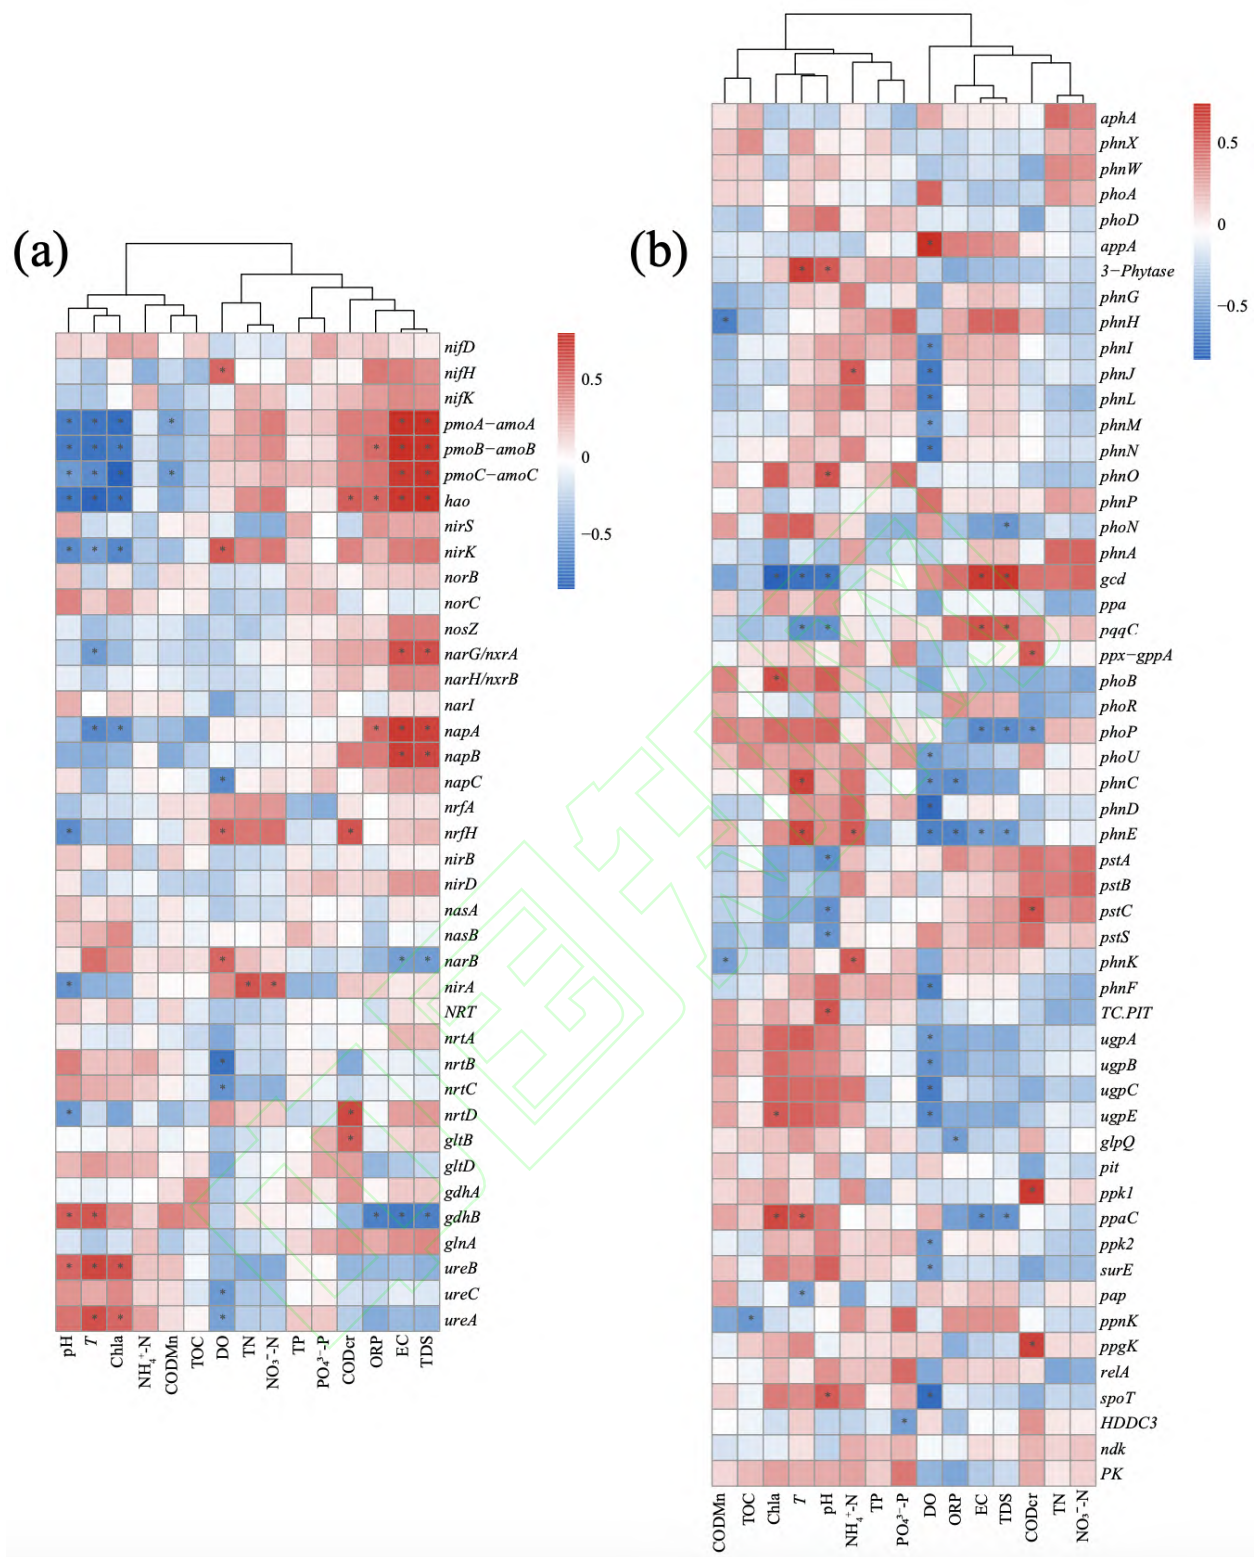 (a)
nifD
nifH
nifK
pmoA−amoA
pmoB−amoB
pmoC−amoC
hao
nirS
nirK
norB
norC
nosZ
narG/nxrA
narH/nxrB
narI
napA
napB
napC
nrfA
nrfH
nirB
nirD
nasA
nasB
narB
nirA
NRT
nrtA
nrtB
nrtC
nrtD
gltB
gltD
gdhA
gdhB
glnA
ureB
ureC
ureA
pH
T
Chla
NH₄⁺-N
CODMn
TOC
DO
TN
NO₃⁻-N
TP
PO₄³⁻-P
CODcr
ORP
EC
TDS
0.5
0
−0.5
(b)
aphA
phnX
phnW
phoA
phoD
appA
3−Phytase
phnG
phnH
phnI
phnJ
phnL
phnM
phnN
phnO
phnP
phoN
phnA
gcd
ppa
pqqC
ppx−gppA
phoB
phoR
phoP
phoU
phnC
phnD
phnE
pstA
pstB
pstC
pstS
phnK
phnF
TC.PIT
ugpA
ugpB
ugpC
ugpE
glpQ
pit
ppk1
ppaC
ppk2
surE
pap
ppnK
ppgK
relA
spoT
HDDC3
ndk
PK
CODMn
TOC
Chla
T
pH
NH₄⁺-N
TP
PO₄³⁻-P
DO
ORP
EC
TDS
CODcr
TN
NO₃⁻-N
0.5
0
−0.5